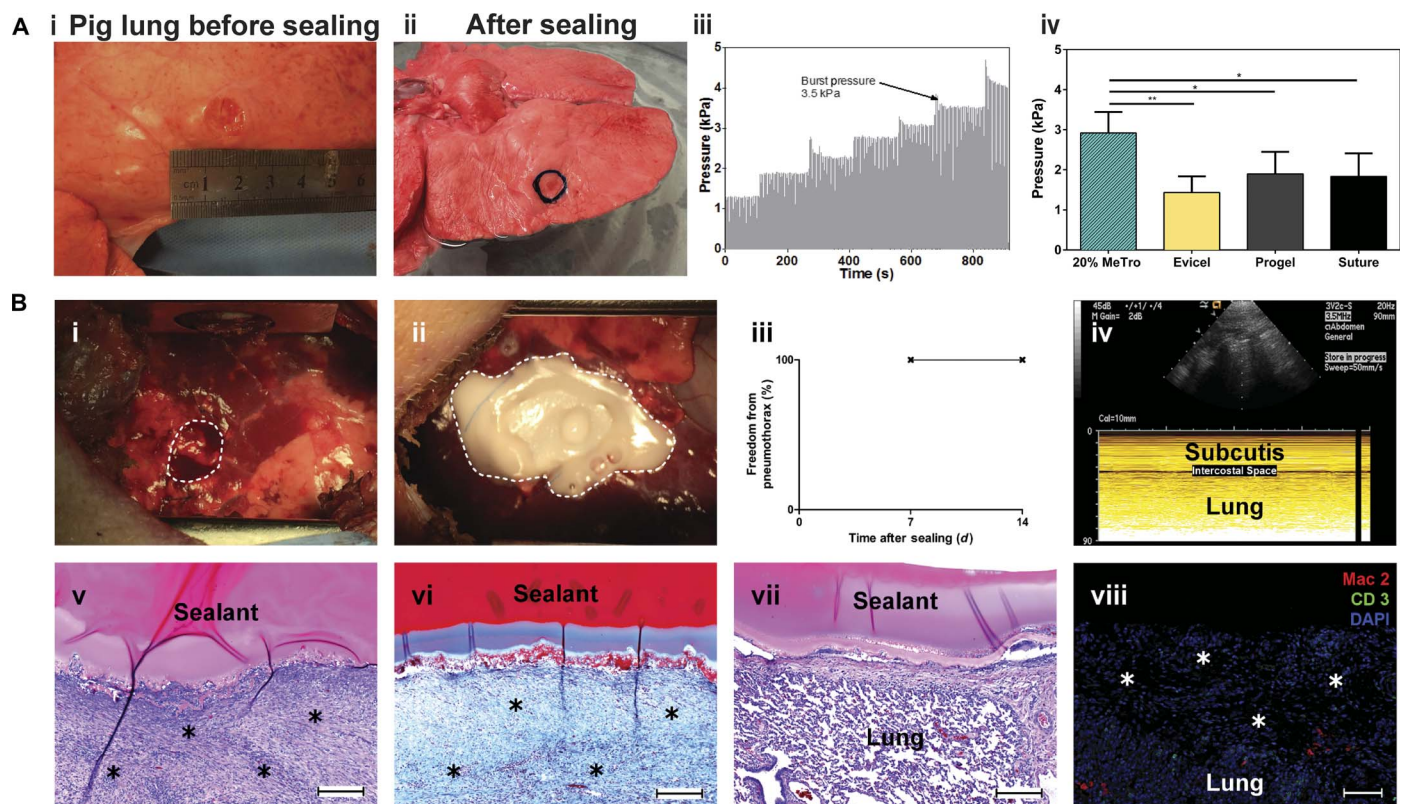 A
i Pig lung before sealing
cm 1 2 3 4 5 6
ii After sealing
iii
Pressure (kPa)
5
4
3
2
1
0
Burst pressure
3.5 kPa
0 200 400 600 800
Time (s)
iv
Pressure (kPa)
5
4
3
2
1
0
*
*
**
20% MeTro Evicel Progel Suture
B
i
ii
iii
Freedom from
pneumothorax (%)
100
50
0
0 7 14
Time after sealing (d)
iv
45dB +/+1/ +/4
M Gain= 2dB
3V2c-S 20Hz
3.5MHz 90mm
Abdomen
General
Store in progress
Sweep=50mm/s
Cal=10mm
0
Subcutis
Intercostal Space
Lung
90
v
Sealant
* * * *
vi
Sealant
* * * *
vii
Sealant
Lung
viii
Mac 2
CD 3
DAPI
* * * *
Lung